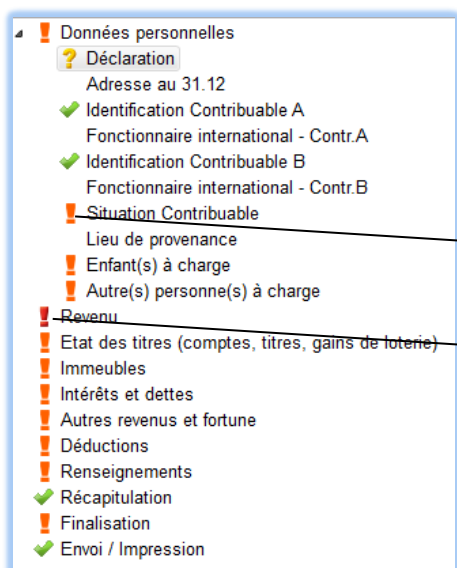 Données personnelles
Déclaration
Adresse au 31.12
Identification Contribuable A
Fonctionnaire international - Contr.A
Identification Contribuable B
Fonctionnaire international - Contr.B
Situation Contribuable
Lieu de provenance
Enfant(s) à charge
Autre(s) personne(s) à charge
Revenu
Etat des titres (comptes, titres, gains de loterie)
Immeubles
Intérêts et dettes
Autres revenus et fortune
Déductions
Renseignements
Récapitulation
Finalisation
Envoi / Impression